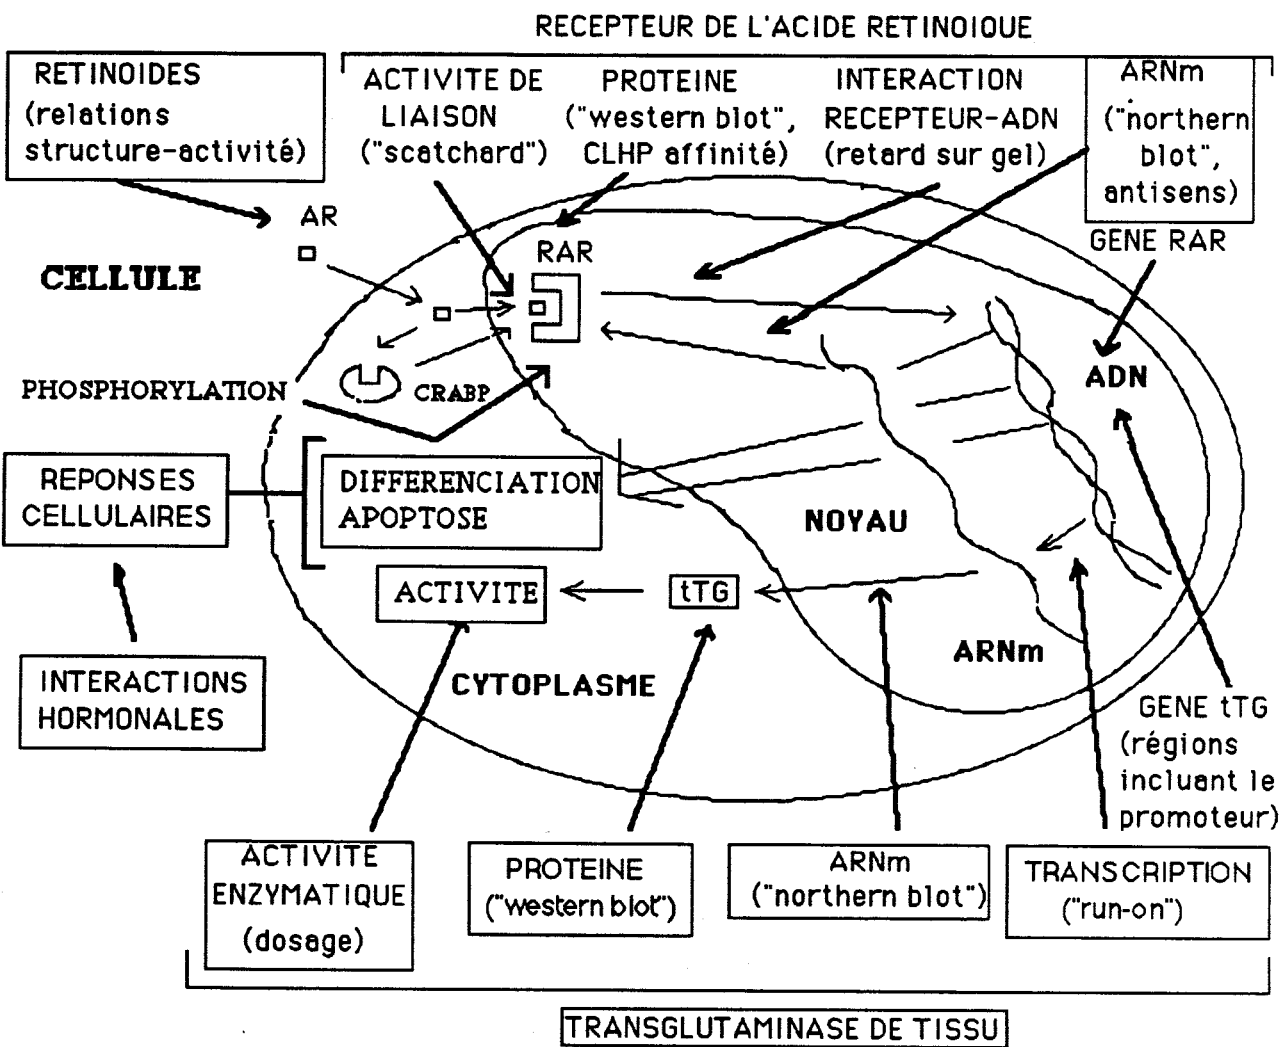 RECEPTEUR DE L'ACIDE RETINOIQUE
RETINOIDES
(relations
structure-activité)
ACTIVITE DE
LIAISON
("scatchard")
PROTEINE
("western blot",
CLHP affinité)
INTERACTION
RECEPTEUR-ADN
(retard sur gel)
ARNm
("northern
blot",
antisens)
AR
RAR
GENE RAR
CELLULE
ADN
PHOSPHORYLATION
CRABP
REPONSES
CELLULAIRES
DIFFERENCIATION
APOPTOSE
NOYAU
ACTIVITE
tTG
ARNm
CYTOPLASME
INTERACTIONS
HORMONALES
GENE tTG
(régions
incluant le
promoteur)
ACTIVITE
ENZYMATIQUE
(dosage)
PROTEINE
("western blot")
ARNm
("northern blot")
TRANSCRIPTION
("run-on")
TRANSGLUTAMINASE DE TISSU